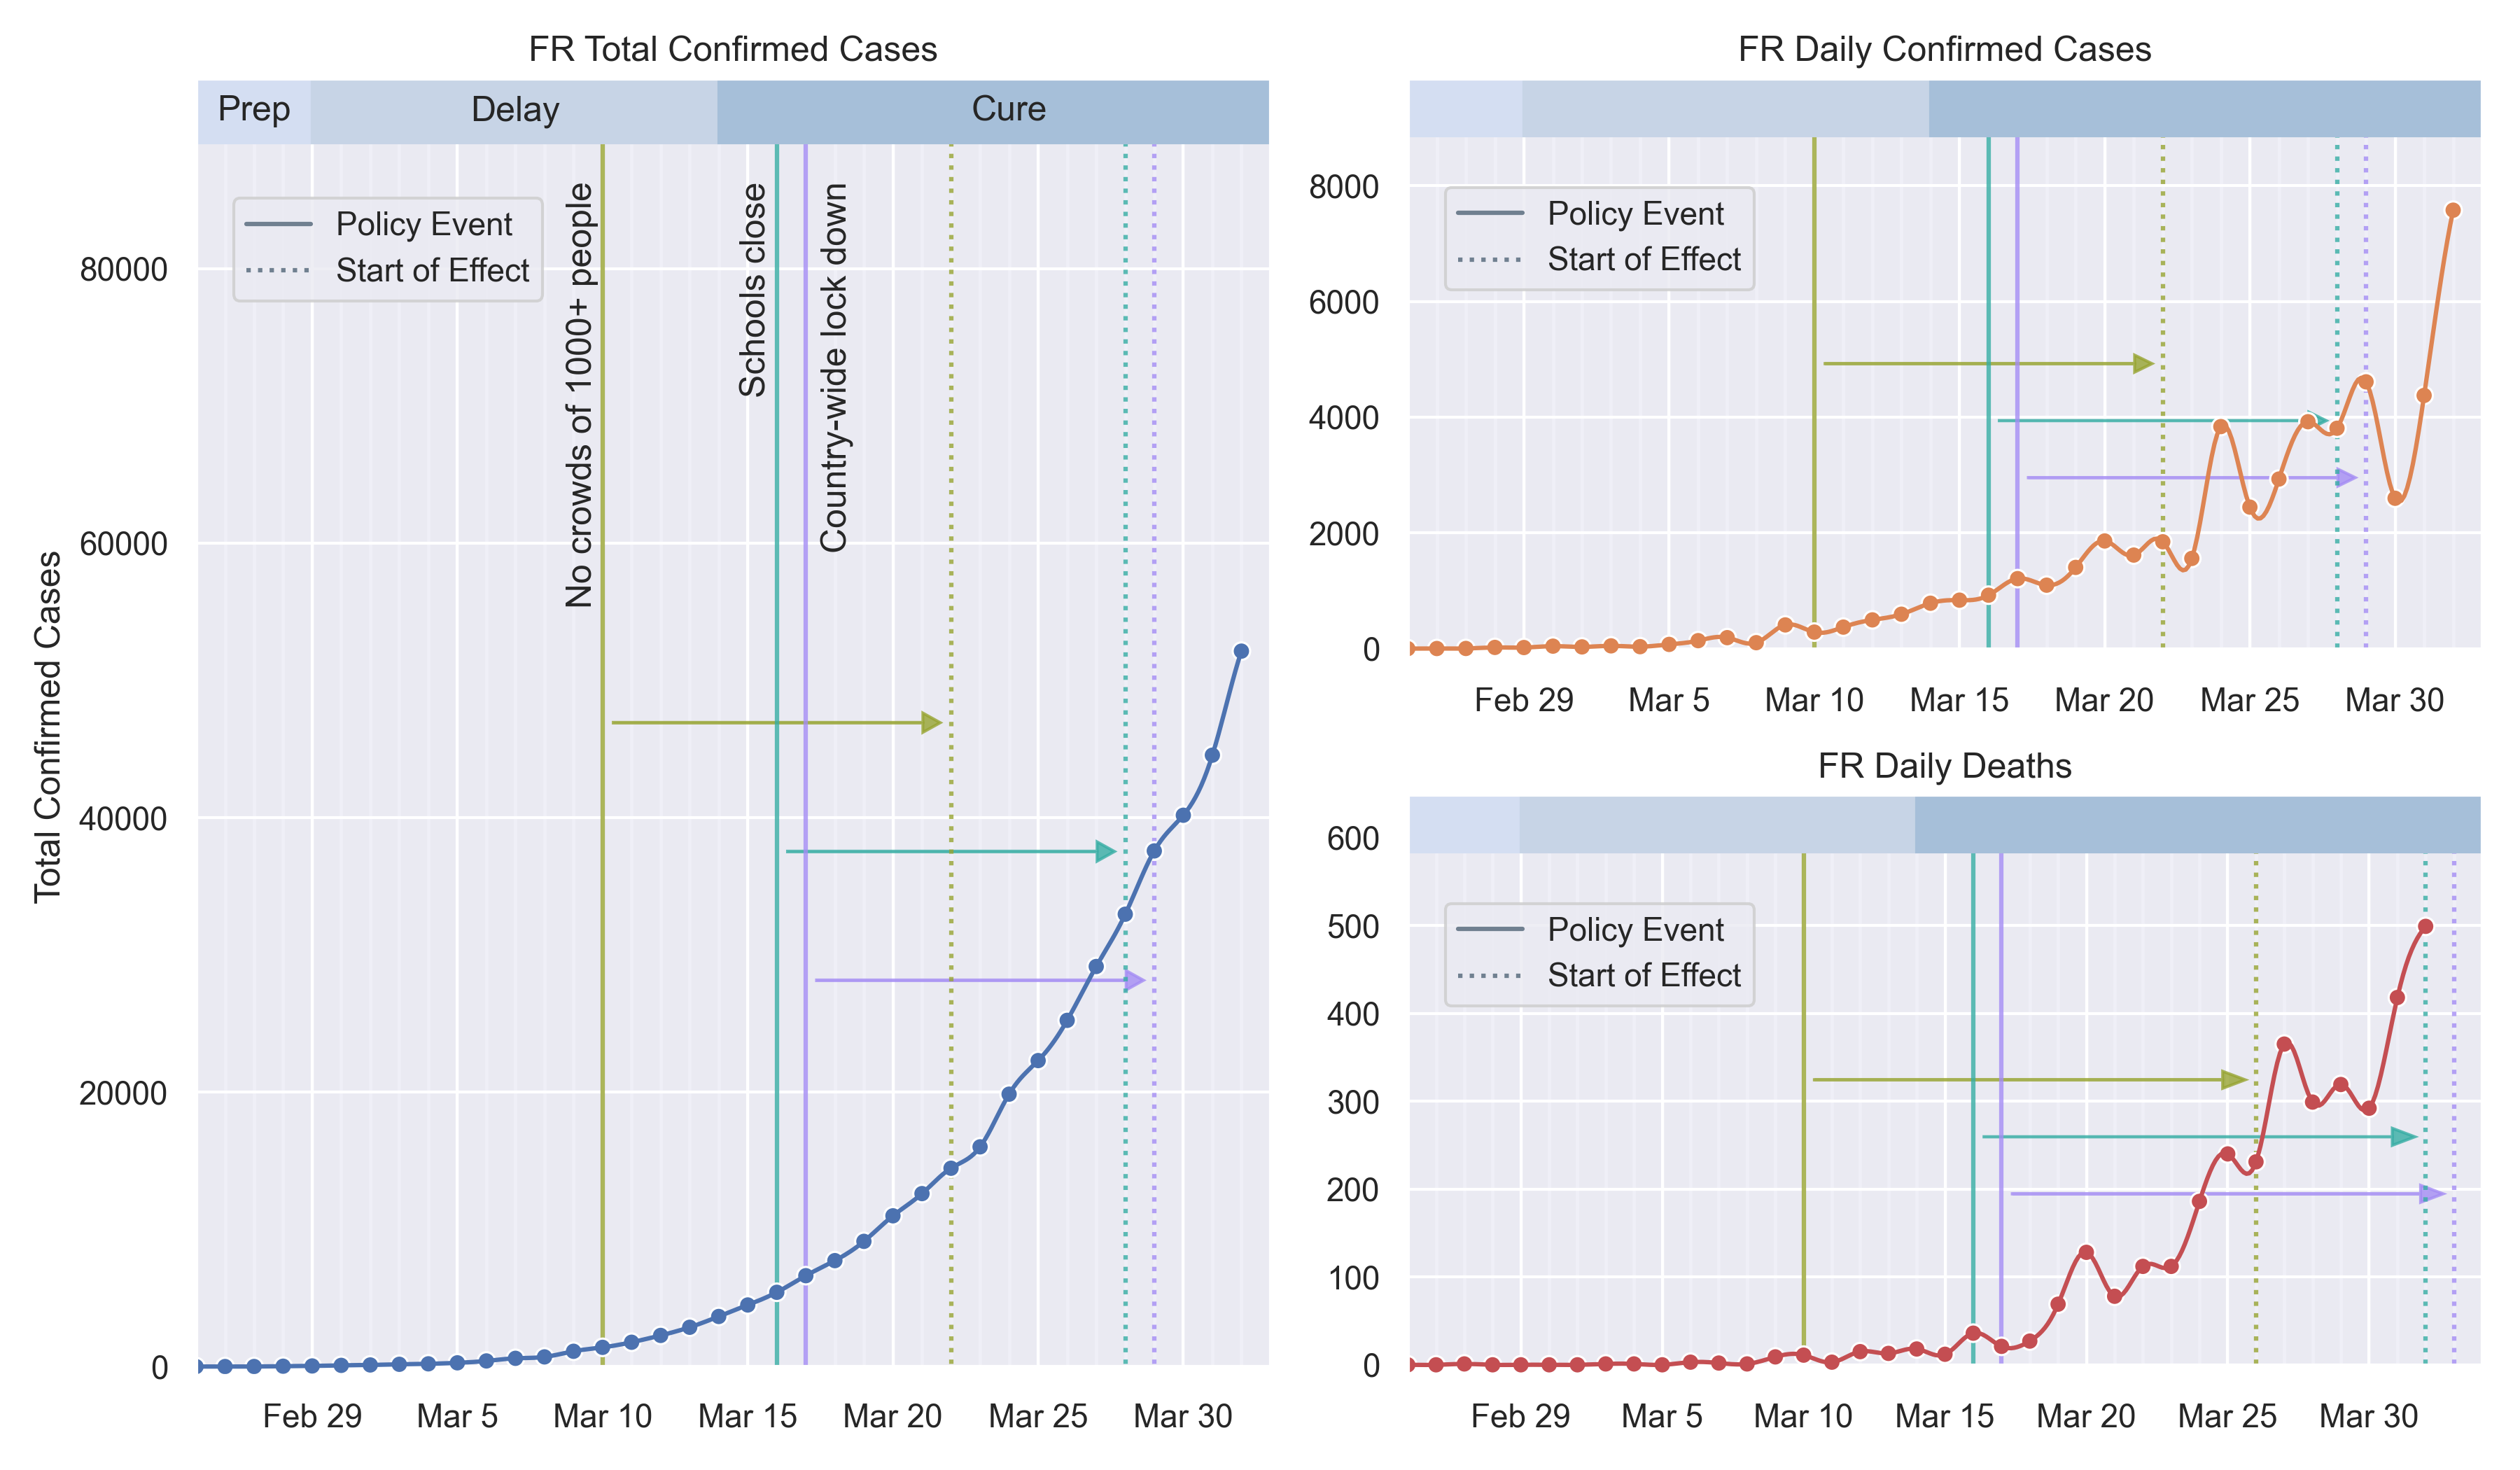 FR Total Confirmed Cases
Prep
Delay
Cure
Policy Event
Start of Effect
No crowds of 1000+ people
Schools close
Country-wide lock down
Total Confirmed Cases
80000
60000
40000
20000
0
Feb 29
Mar 5
Mar 10
Mar 15
Mar 20
Mar 25
Mar 30
FR Daily Confirmed Cases
Policy Event
Start of Effect
8000
6000
4000
2000
0
Feb 29
Mar 5
Mar 10
Mar 15
Mar 20
Mar 25
Mar 30
FR Daily Deaths
Policy Event
Start of Effect
600
500
400
300
200
100
0
Feb 29
Mar 5
Mar 10
Mar 15
Mar 20
Mar 25
Mar 30